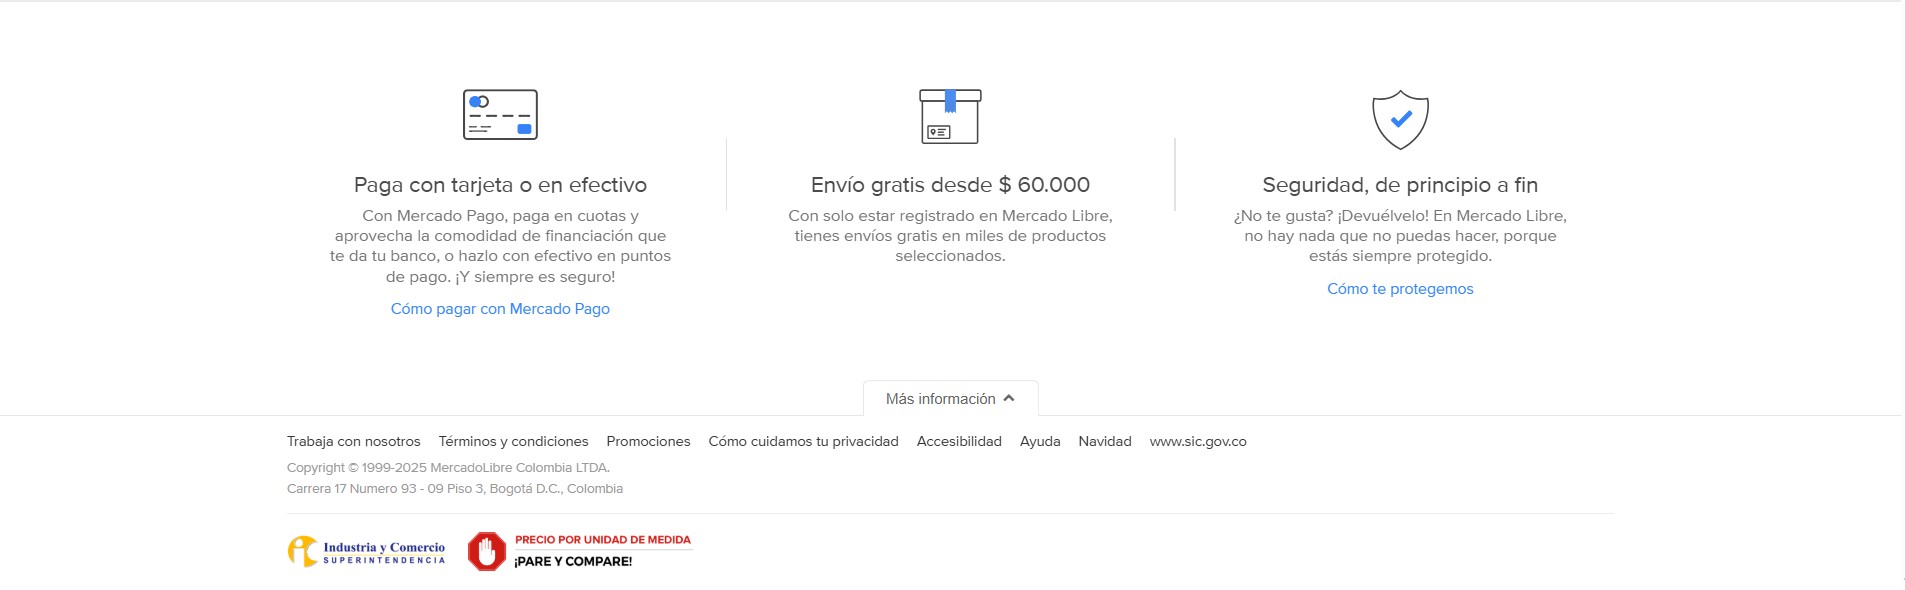 Paga con tarjeta o en efectivo
Con Mercado Pago, paga en cuotas y
aprovecha la comodidad de financiación que
te da tu banco, o hazlo con efectivo en puntos
de pago. ¡Y siempre es seguro!
Cómo pagar con Mercado Pago
Envío gratis desde $ 60.000
Con solo estar registrado en Mercado Libre,
tienes envíos gratis en miles de productos
seleccionados.
Seguridad, de principio a fin
¿No te gusta? ¡Devuélvelo! En Mercado Libre,
no hay nada que no puedas hacer, porque
estás siempre protegido.
Cómo te protegemos
Más información
Trabaja con nosotros Términos y condiciones Promociones Cómo cuidamos tu privacidad Accesibilidad Ayuda Navidad www.sic.gov.co
Copyright © 1999-2025 MercadoLibre Colombia LTDA.
Carrera 17 Numero 93 - 09 Piso 3, Bogotá D.C., Colombia
Industria y Comercio
SUPERINTENDENCIA
PRECIO POR UNIDAD DE MEDIDA
¡PARE Y COMPARE!